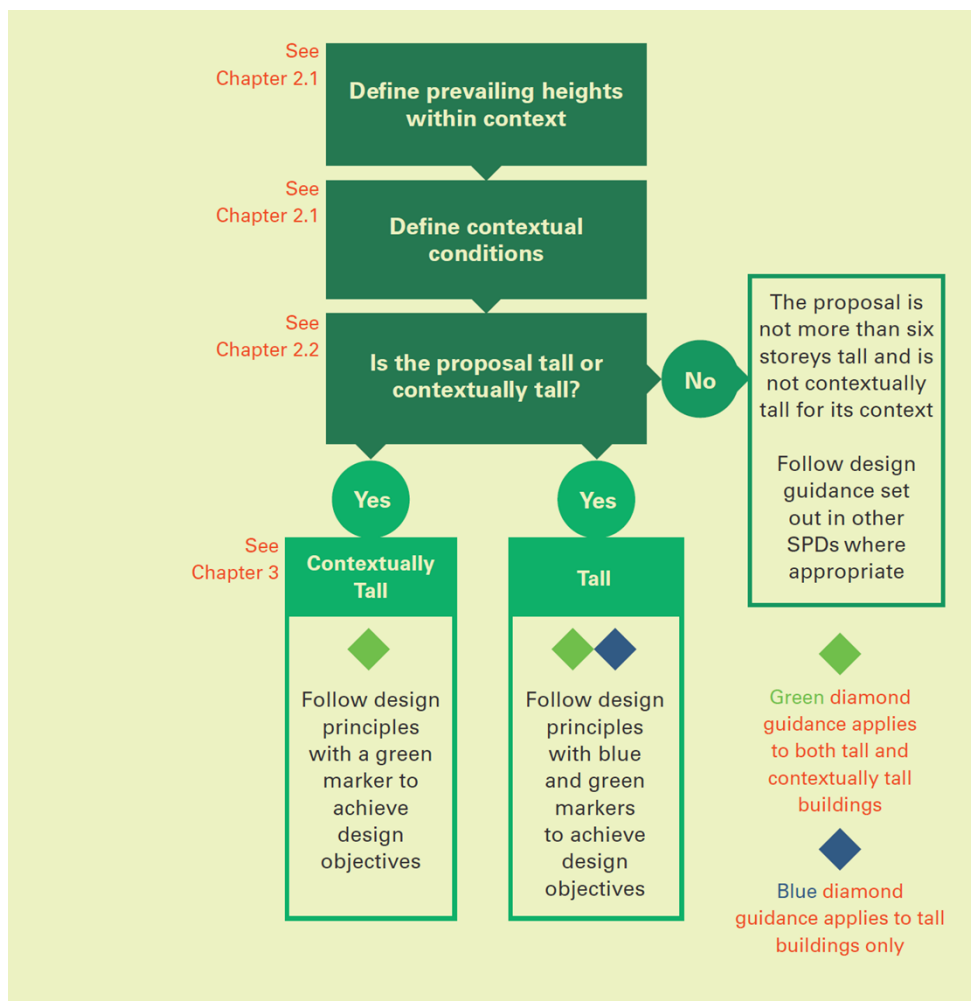 See
Chapter 2.1
Define prevailing heights
within context
See
Chapter 2.1
Define contextual
conditions
See
Chapter 2.2
Is the proposal tall or
contextually tall?
No
The proposal is
not more than six
storeys tall and is
not contextually
tall for its context
Follow design
guidance set
out in other
SPDs where
appropriate
Yes
Yes
See
Chapter 3
Contextually
Tall
Follow design
principles
with a green
marker to
achieve
design
objectives
Tall
Follow design
principles
with blue
and green
markers
to achieve
design
objectives
Green diamond
guidance applies
to both tall and
contextually tall
buildings
Blue diamond
guidance applies to tall
buildings only